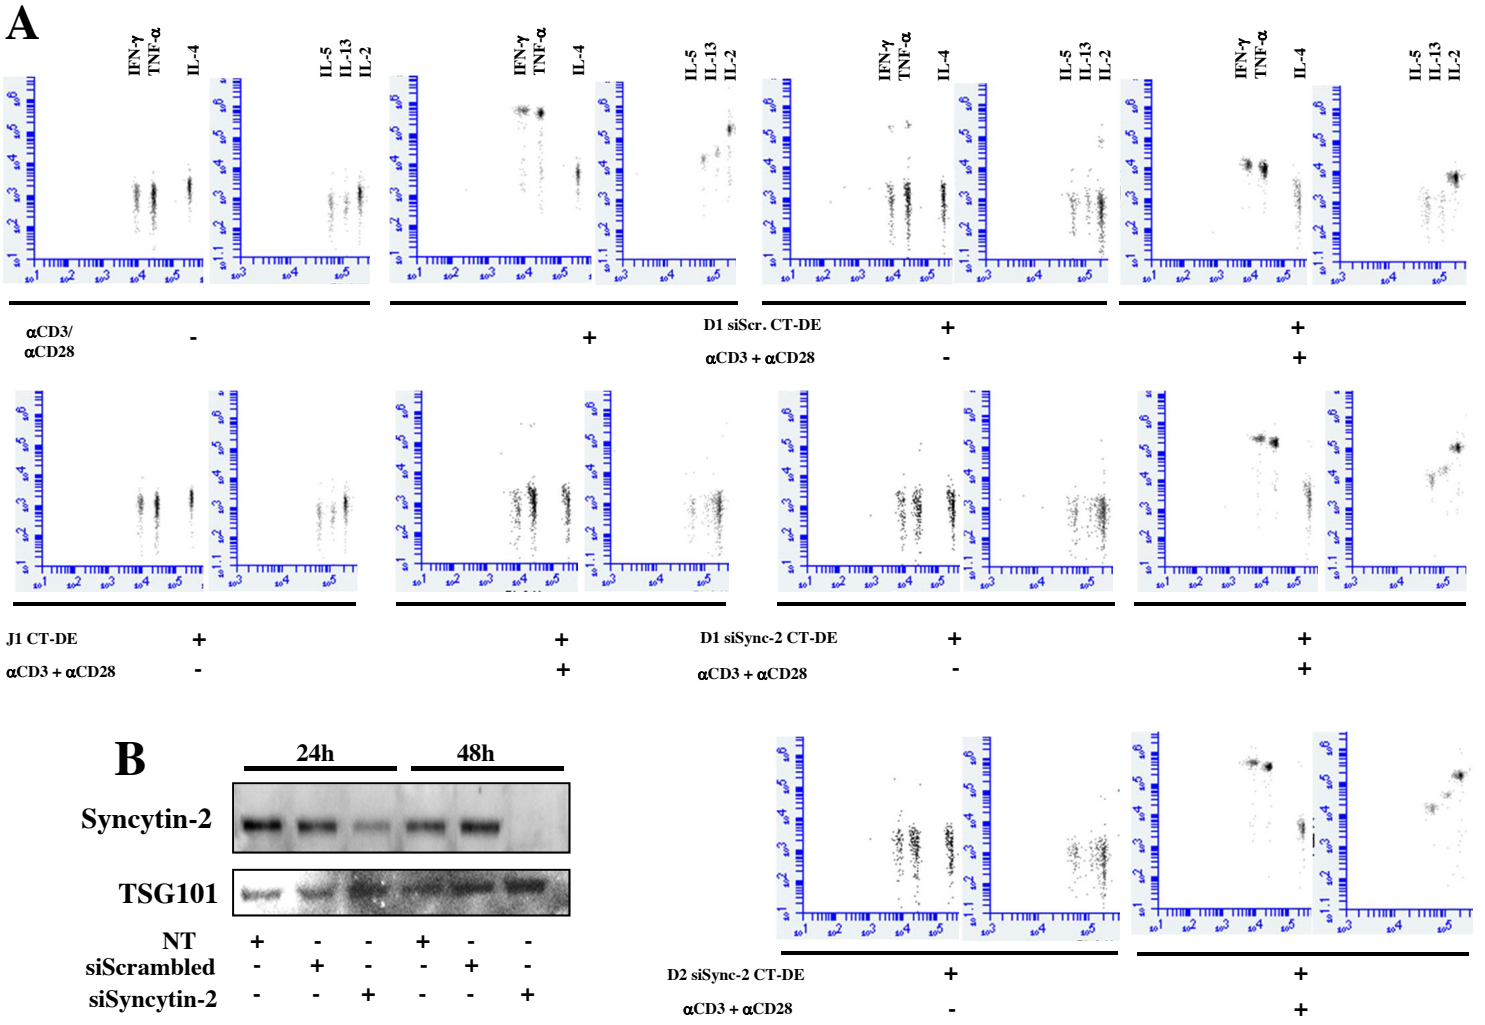 A
IFN-γ TNF-α IL-4 IL-5 IL-13 IL-2 IFN-γ TNF-α IL-4 IL-5 IL-13 IL-2 IFN-γ TNF-α IL-4 IL-5 IL-13 IL-2 IFN-γ TNF-α IL-4 IL-5 IL-13 IL-2
αCD3/
αCD28 - +
D1 siScr. CT-DE + +
αCD3 + αCD28 - +
J1 CT-DE + +
αCD3 + αCD28 - +
D1 siSync-2 CT-DE + +
αCD3 + αCD28 - +
D2 siSync-2 CT-DE + +
αCD3 + αCD28 - +
B
24h 48h
Syncytin-2
TSG101
NT + - - + - -
siScrambled - + - - + -
siSyncytin-2 - - + - - +